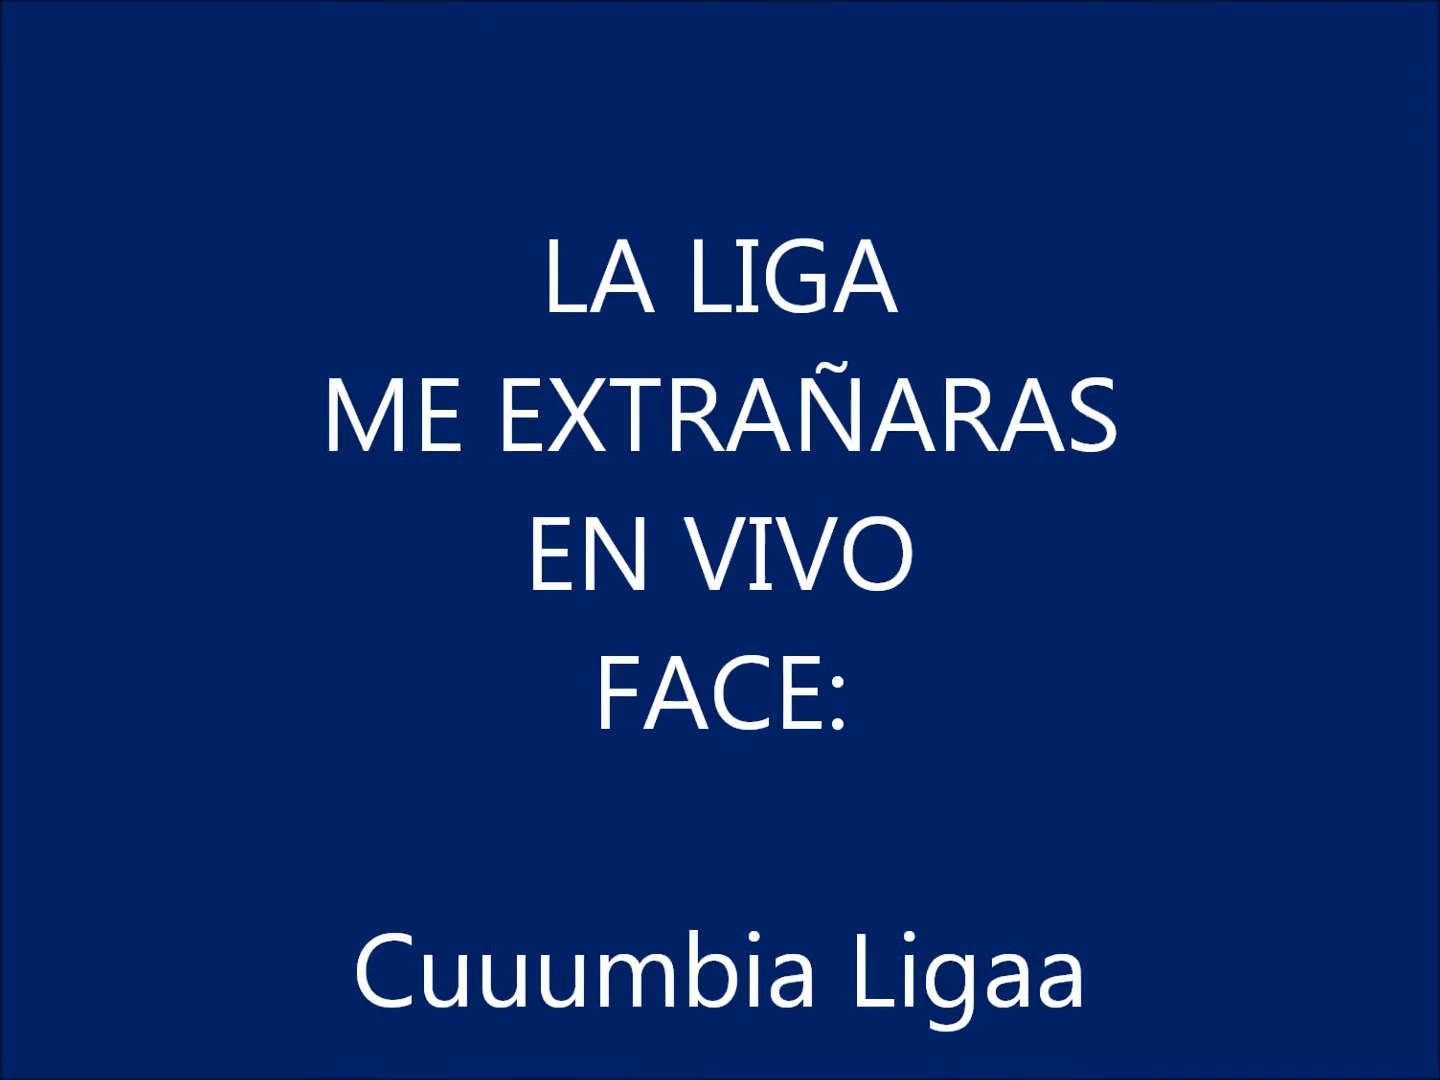 LA LIGA
ME EXTRAÑARAS
EN VIVO
FACE:
Cuuumbia Ligaa